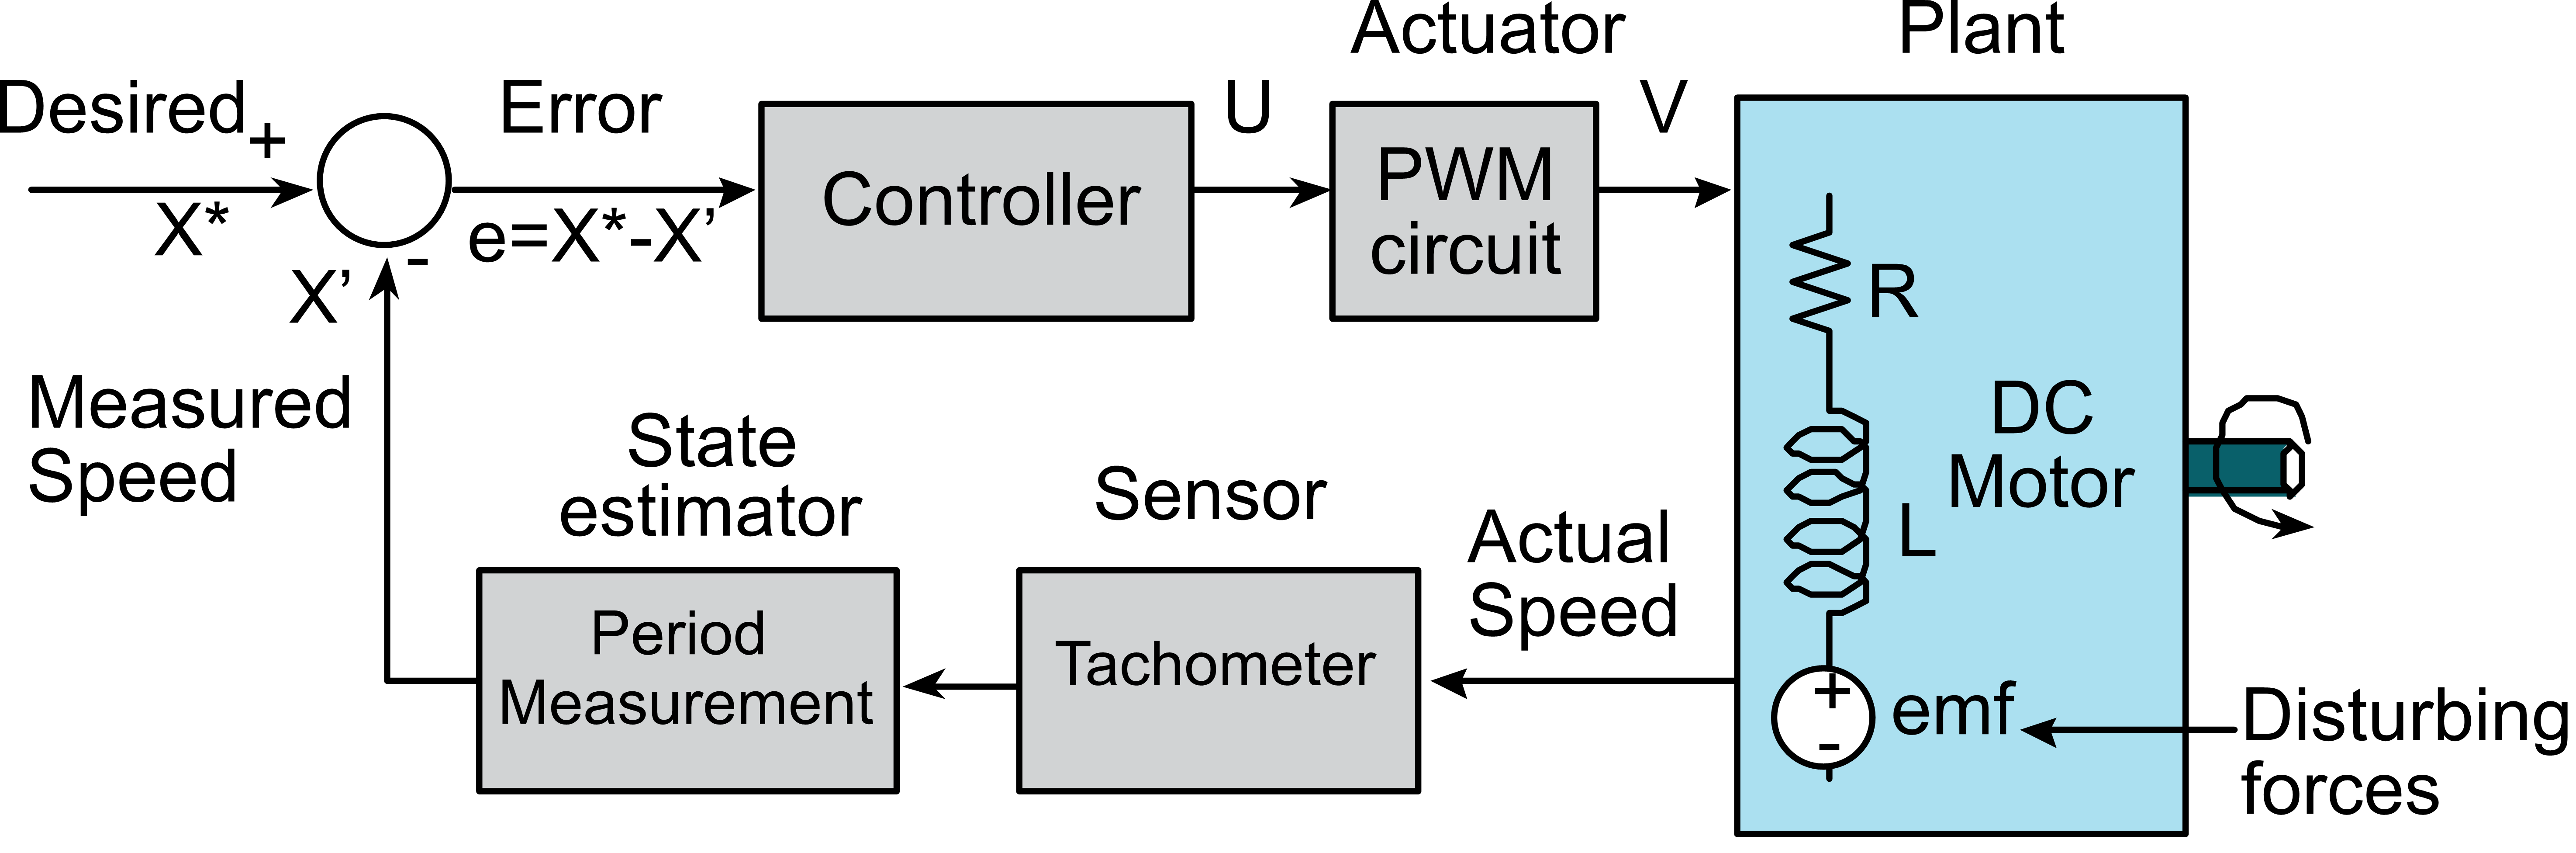 Actuator
Plant
Desired
+
Error
U
V
X*
e=X*-X’
Controller
PWM
circuit
X’
-
R
Measured
Speed
State
estimator
Sensor
Actual
Speed
DC
Motor
L
Period
Measurement
Tachometer
+
-
emf
Disturbing
forces